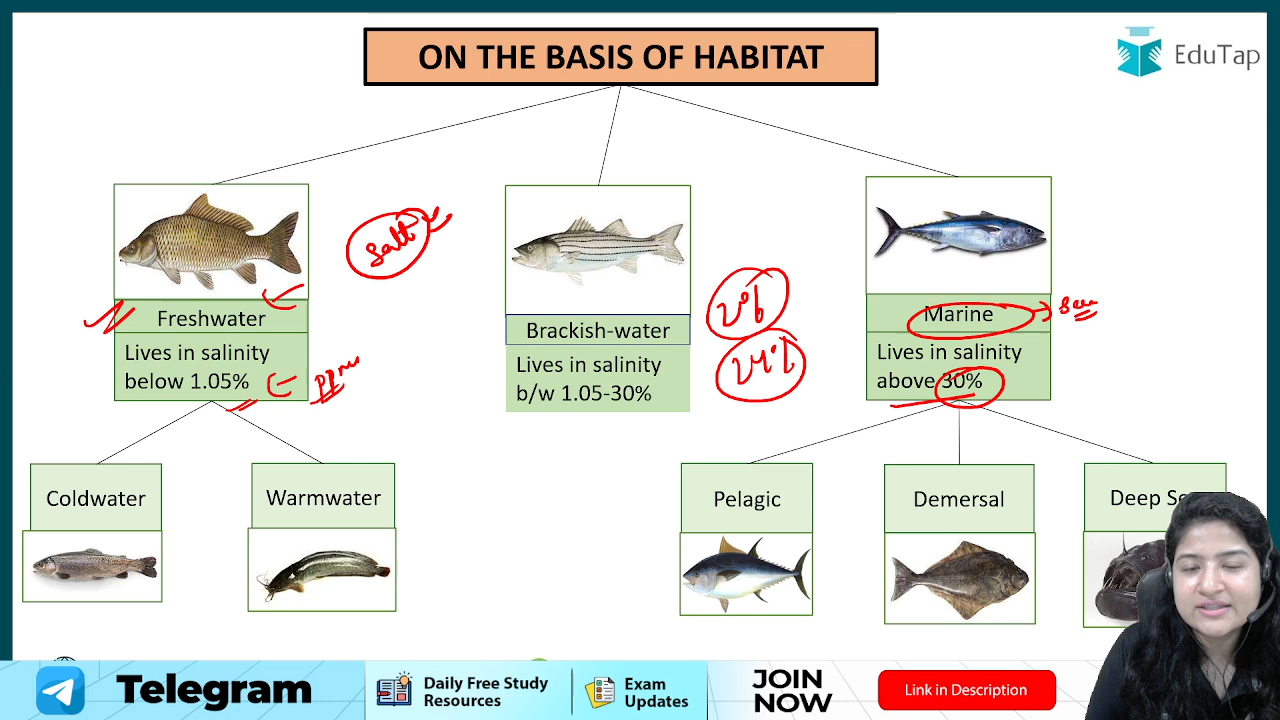 ON THE BASIS OF HABITAT
EduTap
Salt
Freshwater
Lives in salinity
below 1.05%
Brackish-water
Lives in salinity
b/w 1.05-30%
Marine
Lives in salinity
above 30%
Coldwater
Warmwater
Pelagic
Demersal
Deep
Telegram
Daily Free Study
Resources
Exam
Updates
JOIN
NOW
Link in Description